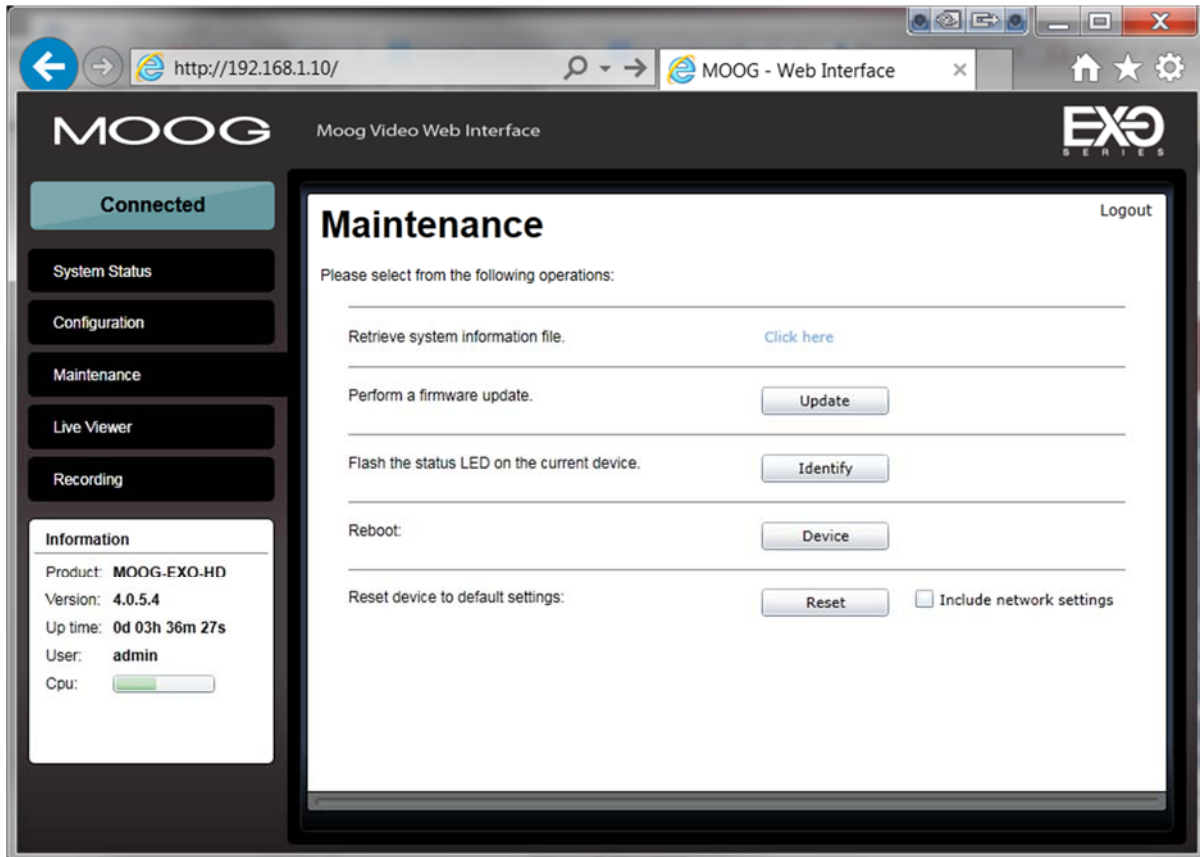 http://192.168.1.10/
MOOG - Web Interface
MOOG
Moog Video Web Interface
EXO
SERIES
Connected
System Status
Configuration
Maintenance
Live Viewer
Recording
Information
Product: MOOG-EXO-HD
Version: 4.0.5.4
Up time: 0d 03h 36m 27s
User: admin
Cpu:
Logout
Maintenance
Please select from the following operations:
Retrieve system information file. Click here
Perform a firmware update. Update
Flash the status LED on the current device. Identify
Reboot: Device
Reset device to default settings: Reset Include network settings